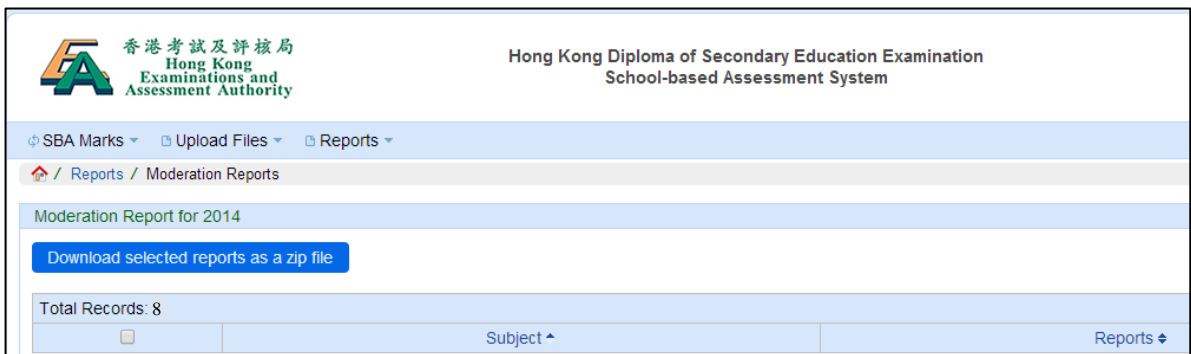 香港考試及評核局
Hong Kong
Examinations and
Assessment Authority
Hong Kong Diploma of Secondary Education Examination
School-based Assessment System
SBA Marks Upload Files Reports
/ Reports / Moderation Reports
Moderation Report for 2014
Download selected reports as a zip file
Total Records: 8
Subject Reports